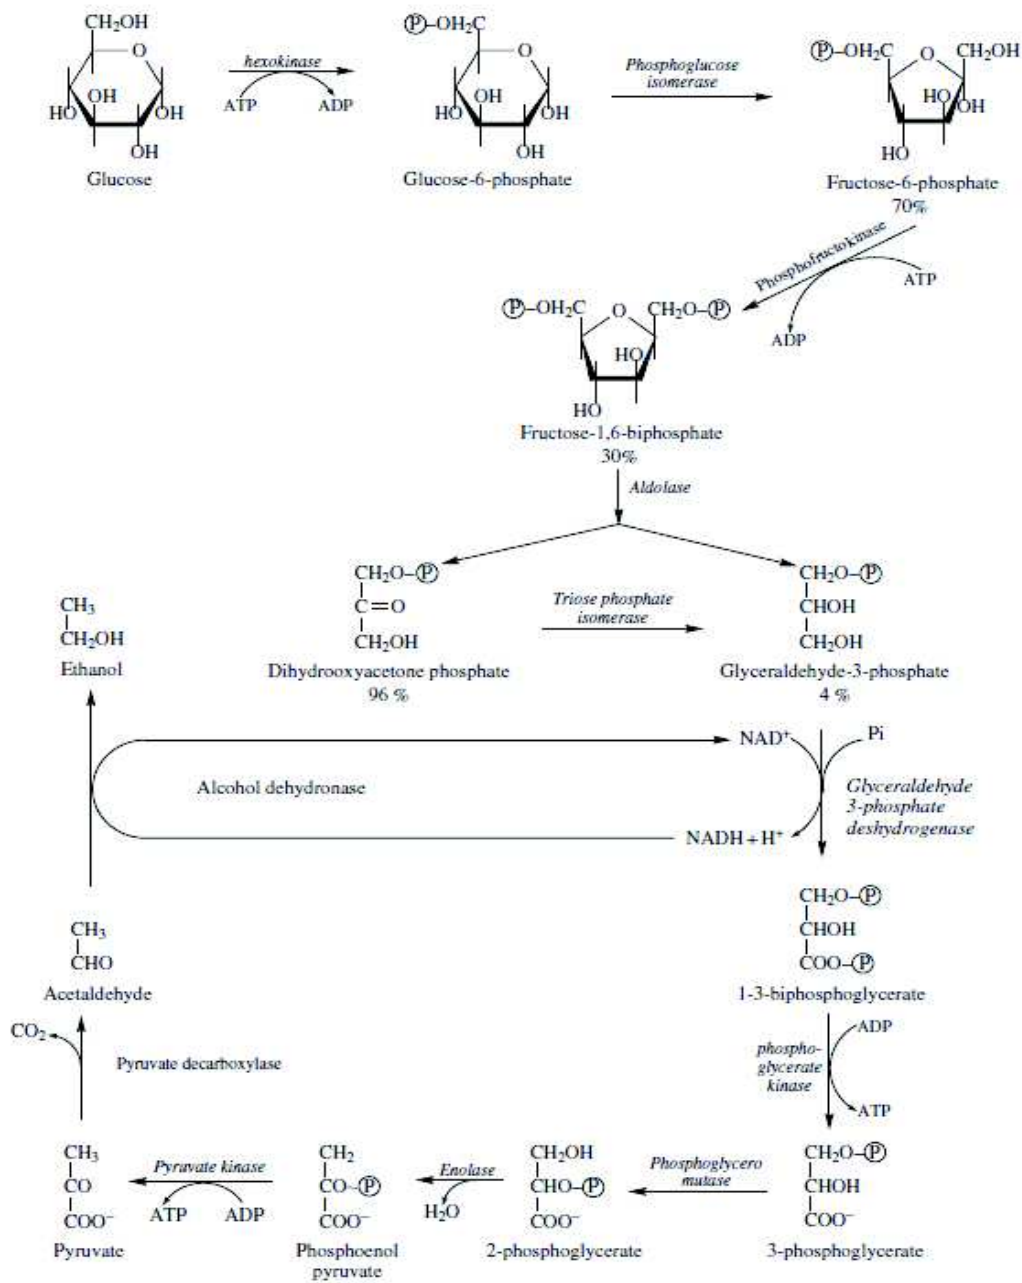 CH₂OH
O
OH
HO
OH
OH
Glucose
hexokinase
ATP
ADP
Ⓟ–OH₂C
O
OH
HO
OH
OH
Glucose-6-phosphate
Phosphoglucose
isomerase
Ⓟ–OH₂C
O
CH₂OH
HO
OH
HO
Fructose-6-phosphate
70%
Phosphofructokinase
ATP
ADP
Ⓟ–OH₂C
O
CH₂O–Ⓟ
HO
HO
Fructose-1,6-biphosphate
30%
Aldolase
CH₂O–Ⓟ
C=O
CH₂OH
Dihydrooxyacetone phosphate
96 %
Triose phosphate
isomerase
CH₂O–Ⓟ
CHOH
CH₂OH
Glyceraldehyde-3-phosphate
4 %
CH₃
CH₂OH
Ethanol
NAD⁺
Pi
Alcohol dehydronase
Glyceraldehyde
3-phosphate
deshydrogenase
NADH + H⁺
CH₂O–Ⓟ
CHOH
COO–Ⓟ
1-3-biphosphoglycerate
CH₃
CHO
Acetaldehyde
CO₂
Pyruvate decarboxylase
phospho-
glycerate
kinase
ADP
ATP
CH₃
CO
COO⁻
Pyruvate
Pyruvate kinase
ATP
ADP
CH₂
CO–Ⓟ
COO⁻
Phosphoenol
pyruvate
Enolase
H₂O
CH₂OH
CHO–Ⓟ
COO⁻
2-phosphoglycerate
Phosphoglycero
mutase
CH₂O–Ⓟ
CHOH
COO⁻
3-phosphoglycerate